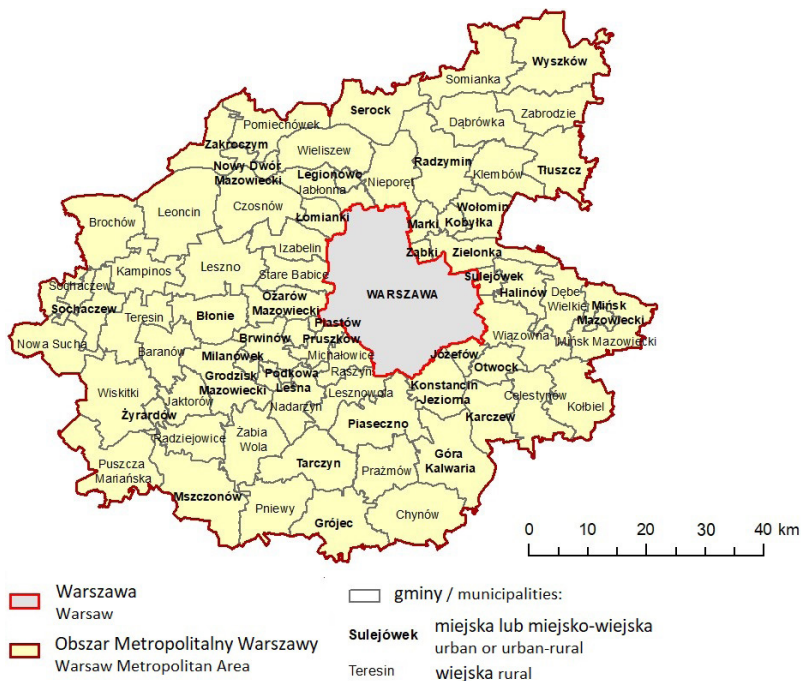 Wyszków
Somianka
Serock
Zabrodzie
Pomiechówek
Dąbrówka
Zakroczym
Wieliszew
Radzymin
Nowy Dwór
Mazowiecki
Legionowo
Jabłonna
Nieporęt
Klembów
Tłuszcz
Leoncin
Czosnów
Wołomin
Brochów
Łomianki
Marki
Kobyłka
Izabelin
Ząbki
Zielonka
Kampinos
Leszno
Stare Babice
Sulejówek
Sochaczew
Sochaczew
Ożarów
Mazowiecki
WARSZAWA
Halinów
Dębe
Wielkie
Mińsk
Mazowiecki
Teresin
Błonie
Piastów
Nowa Sucha
Brwinów
Pruszków
Wiązowna
Mińsk Mazowiecki
Baranów
Milanówek
Michałowice
Józefów
Grodzisk
Mazowiecki
Podkowa
Leśna
Raszyn
Otwock
Wiskitki
Jaktorów
Lesznowola
Konstancin
Jeziorna
Celestynów
Żyrardów
Nadarzyn
Karczew
Kołbiel
Radziejowice
Żabia
Wola
Piaseczno
Puszcza
Mariańska
Tarczyn
Prażmów
Góra
Kalwaria
Mszczonów
Pniewy
Grójec
Chynów
0 10 20 30 40 km
Warszawa
Warsaw
Obszar Metropolitalny Warszawy
Warsaw Metropolitan Area
gminy / municipalities:
Sulejówek miejska lub miejsko-wiejska
urban or urban-rural
Teresin wiejska rural